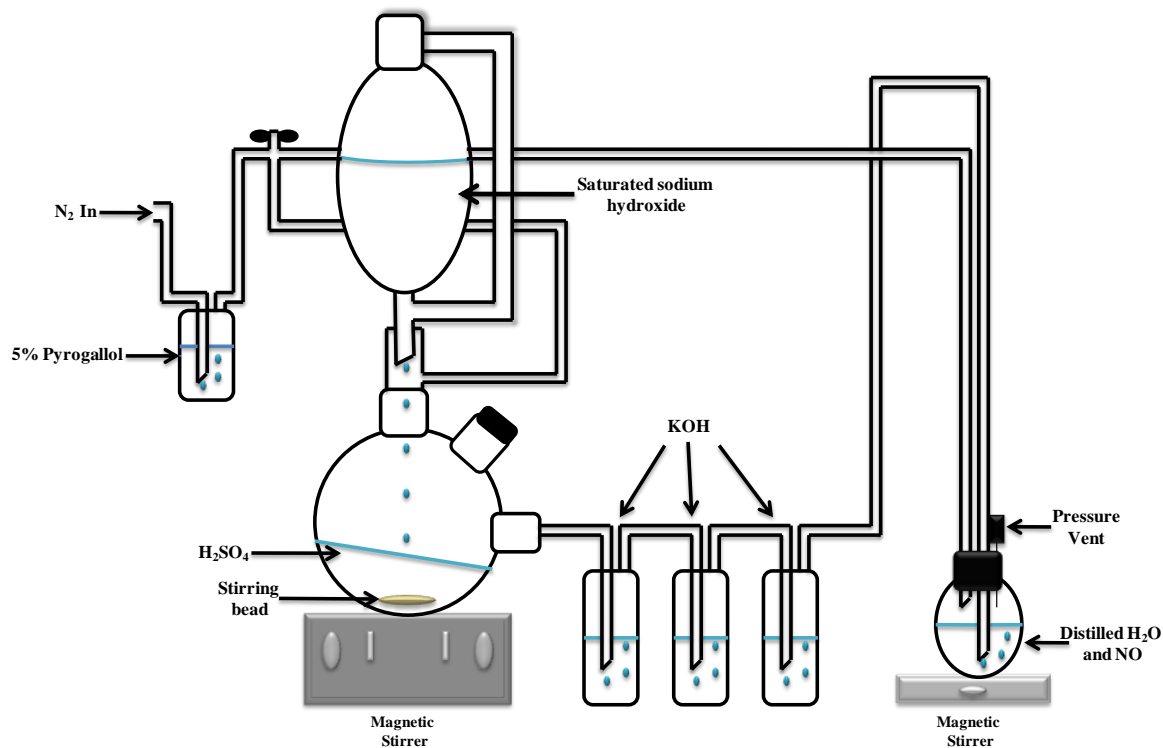 Saturated sodium
hydroxide
N₂ In
5% Pyrogallol
KOH
H₂SO₄
Stirring
bead
Pressure
Vent
Distilled H₂O
and NO
Magnetic
Stirrer
Magnetic
Stirrer